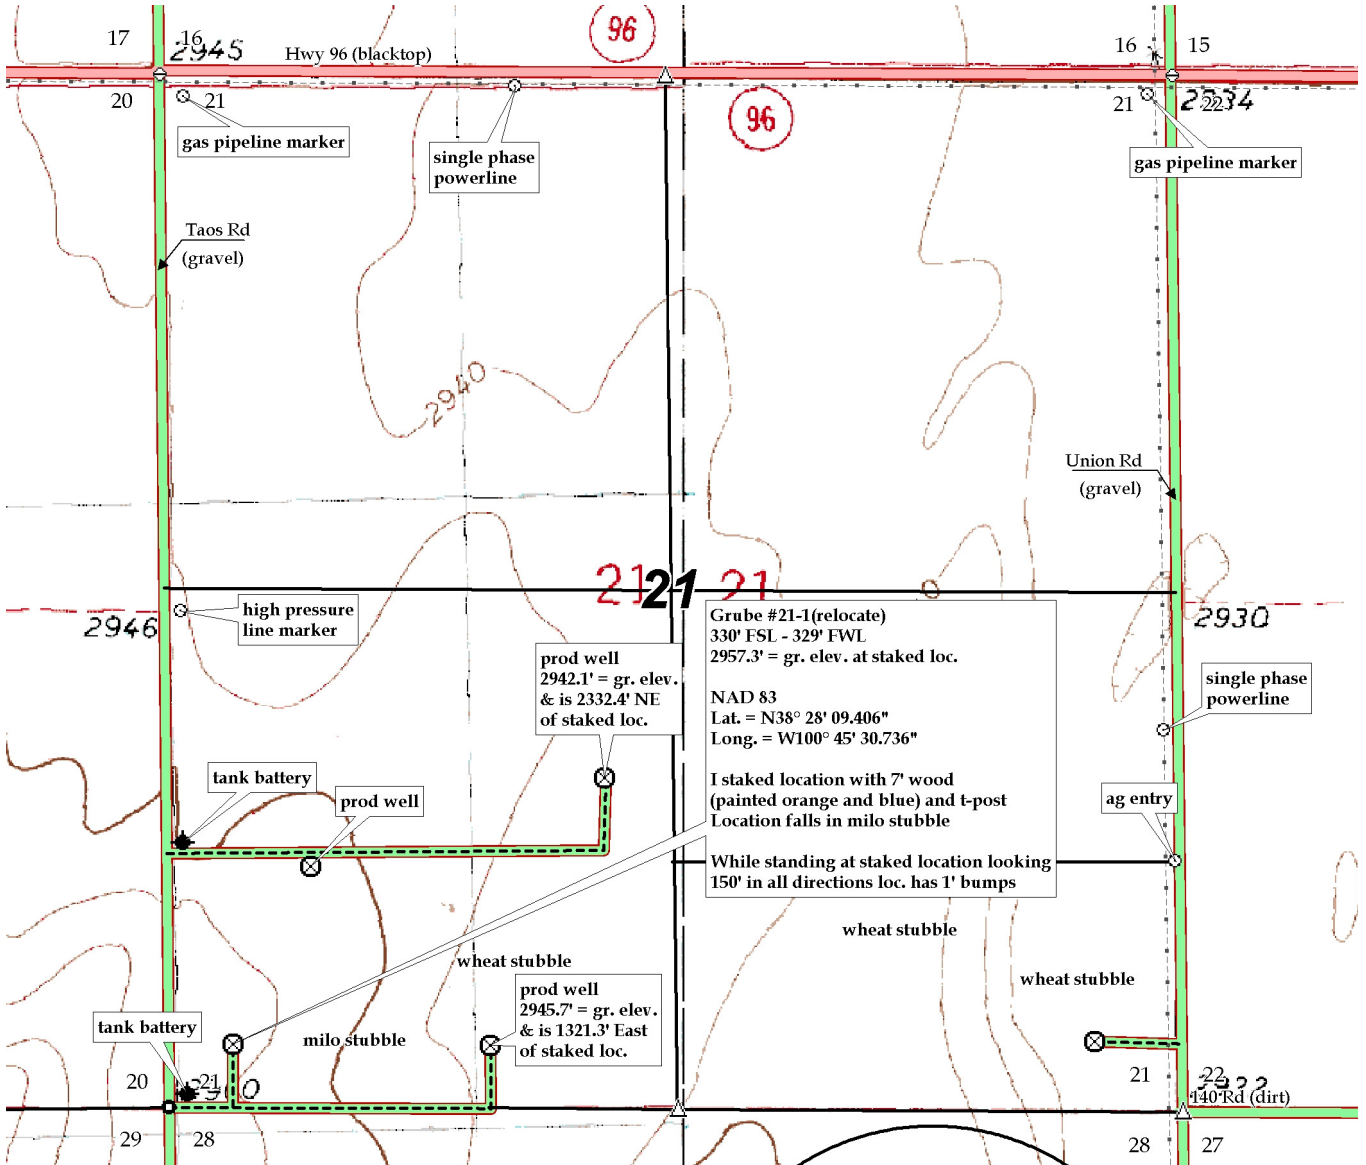 96
17
16
2945
Hwy 96 (blacktop)
16
15
20
21
96
21
22
2934
gas pipeline marker
single phase
powerline
gas pipeline marker
Taos Rd
(gravel)
2940
Union Rd
(gravel)
21
21
21
high pressure
line marker
2946
2930
Grube #21-1(relocate)
330' FSL - 329' FWL
2957.3' = gr. elev. at staked loc.
NAD 83
Lat. = N38° 28' 09.406"
Long. = W100° 45' 30.736"
I staked location with 7' wood
(painted orange and blue) and t-post
Location falls in milo stubble
While standing at staked location looking
150' in all directions loc. has 1' bumps
prod well
2942.1' = gr. elev.
& is 2332.4' NE
of staked loc.
single phase
powerline
tank battery
prod well
ag entry
wheat stubble
wheat stubble
wheat stubble
prod well
2945.7' = gr. elev.
& is 1321.3' East
of staked loc.
tank battery
milo stubble
20
21
21
22
140 Rd (dirt)
29
28
28
27